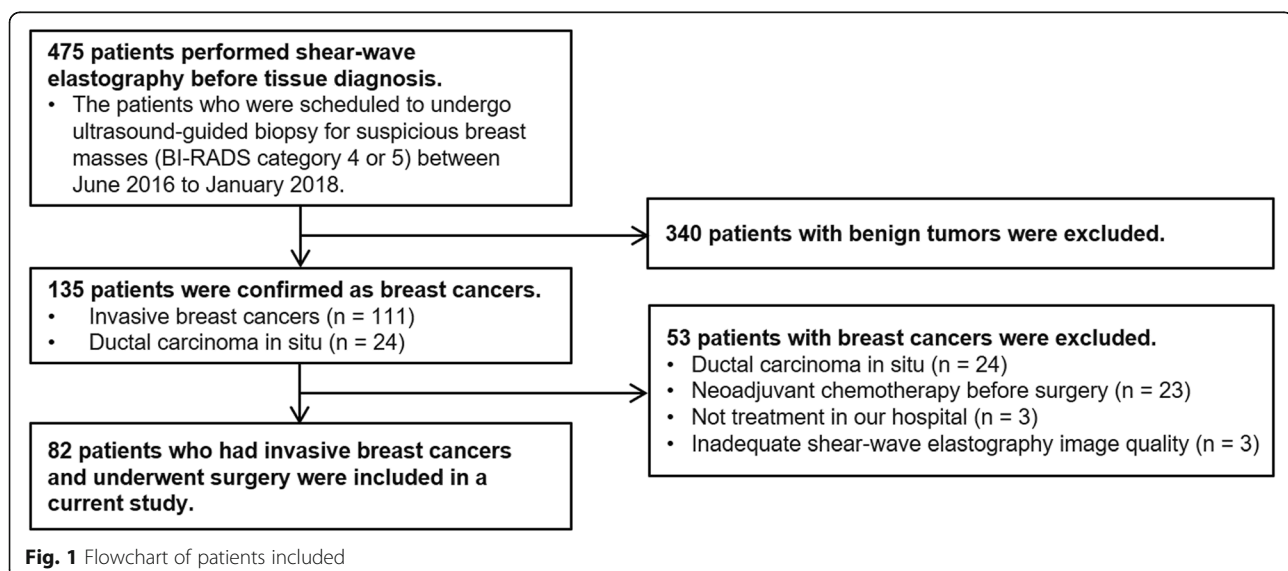 475 patients performed shear-wave
elastography before tissue diagnosis.
• The patients who were scheduled to undergo
ultrasound-guided biopsy for suspicious breast
masses (BI-RADS category 4 or 5) between
June 2016 to January 2018.
340 patients with benign tumors were excluded.
135 patients were confirmed as breast cancers.
• Invasive breast cancers (n = 111)
• Ductal carcinoma in situ (n = 24)
53 patients with breast cancers were excluded.
• Ductal carcinoma in situ (n = 24)
• Neoadjuvant chemotherapy before surgery (n = 23)
• Not treatment in our hospital (n = 3)
• Inadequate shear-wave elastography image quality (n = 3)
82 patients who had invasive breast cancers
and underwent surgery were included in a
current study.
Fig. 1 Flowchart of patients included